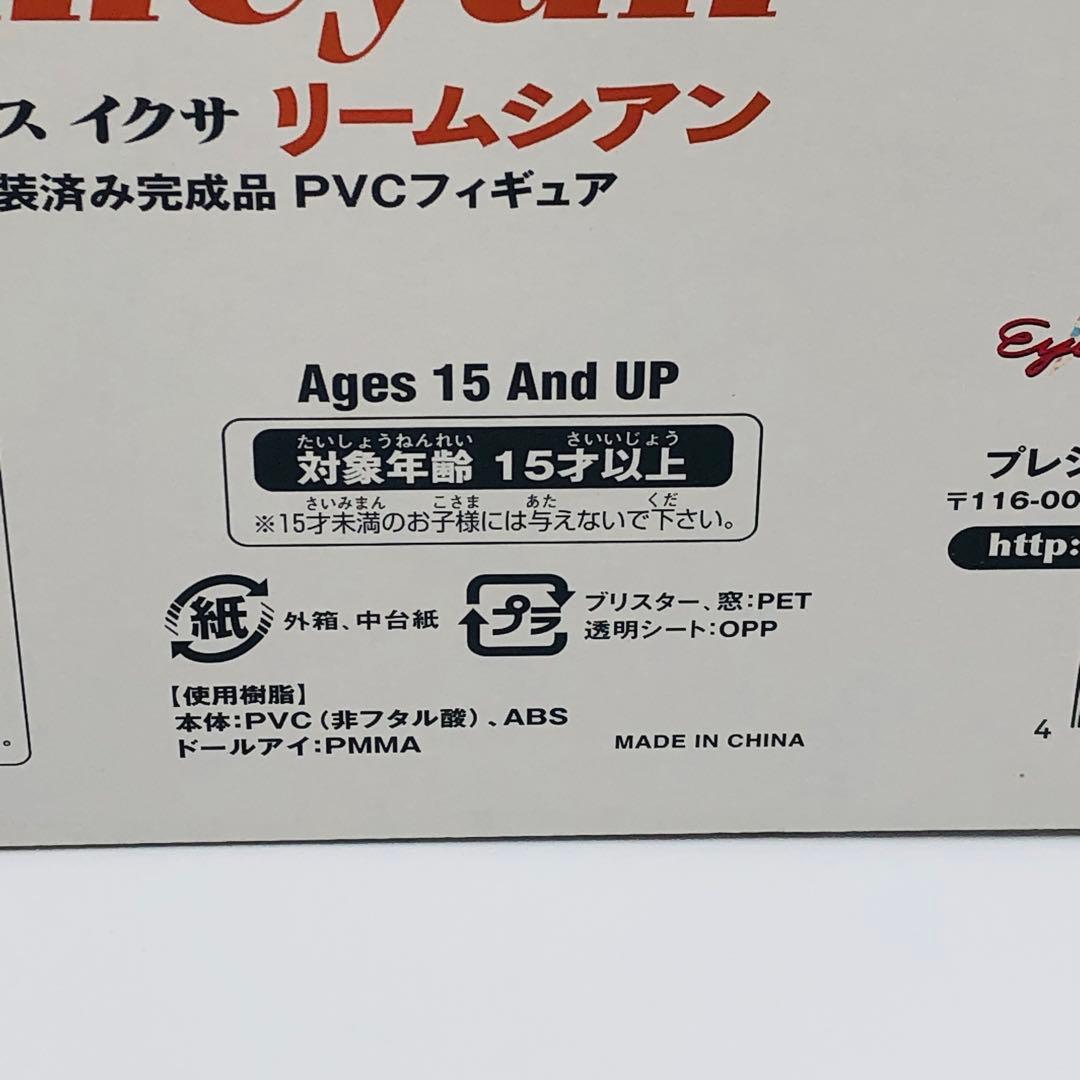 ス イクサ リームシアン
装済み完成品 PVCフィギュア
Ages 15 And UP
たいしょうねんれい さいいじょう
対象年齢 15才以上
さいみまん こさま あた くだ
※15才未満のお子様には与えないで下さい。
紙 外箱、中台紙
プラ ブリスター、窓:PET
透明シート:OPP
【使用樹脂】
本体:PVC(非フタル酸)、ABS
ドールアイ:PMMA
MADE IN CHINA
プレシ
〒116-00
http:
4
。